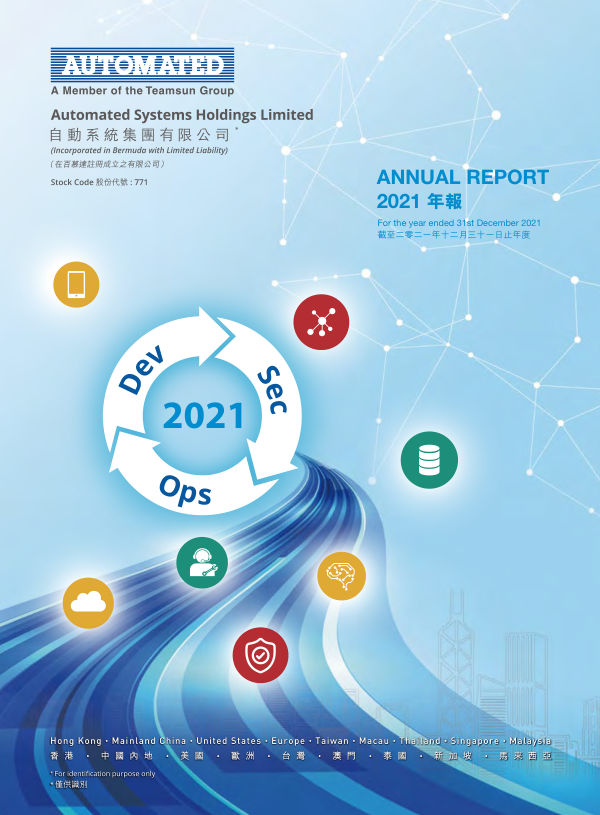 AUTOMATED
A Member of the Teamsun Group
Automated Systems Holdings Limited
自動系統集團有限公司*
(Incorporated in Bermuda with Limited Liability)
(在百慕達註冊成立之有限公司)
Stock Code 股份代號 : 771
ANNUAL REPORT
2021 年報
For the year ended 31st December 2021
截至二零二一年十二月三十一日止年度
Dev
Sec
2021
Ops
Hong Kong • Mainland China • United States • Europe • Taiwan • Macau • Thailand • Singapore • Malaysia
香港 • 中國內地 • 美國 • 歐洲 • 台灣 • 澳門 • 泰國 • 新加坡 • 馬來西亞
* For identification purpose only
* 僅供識別